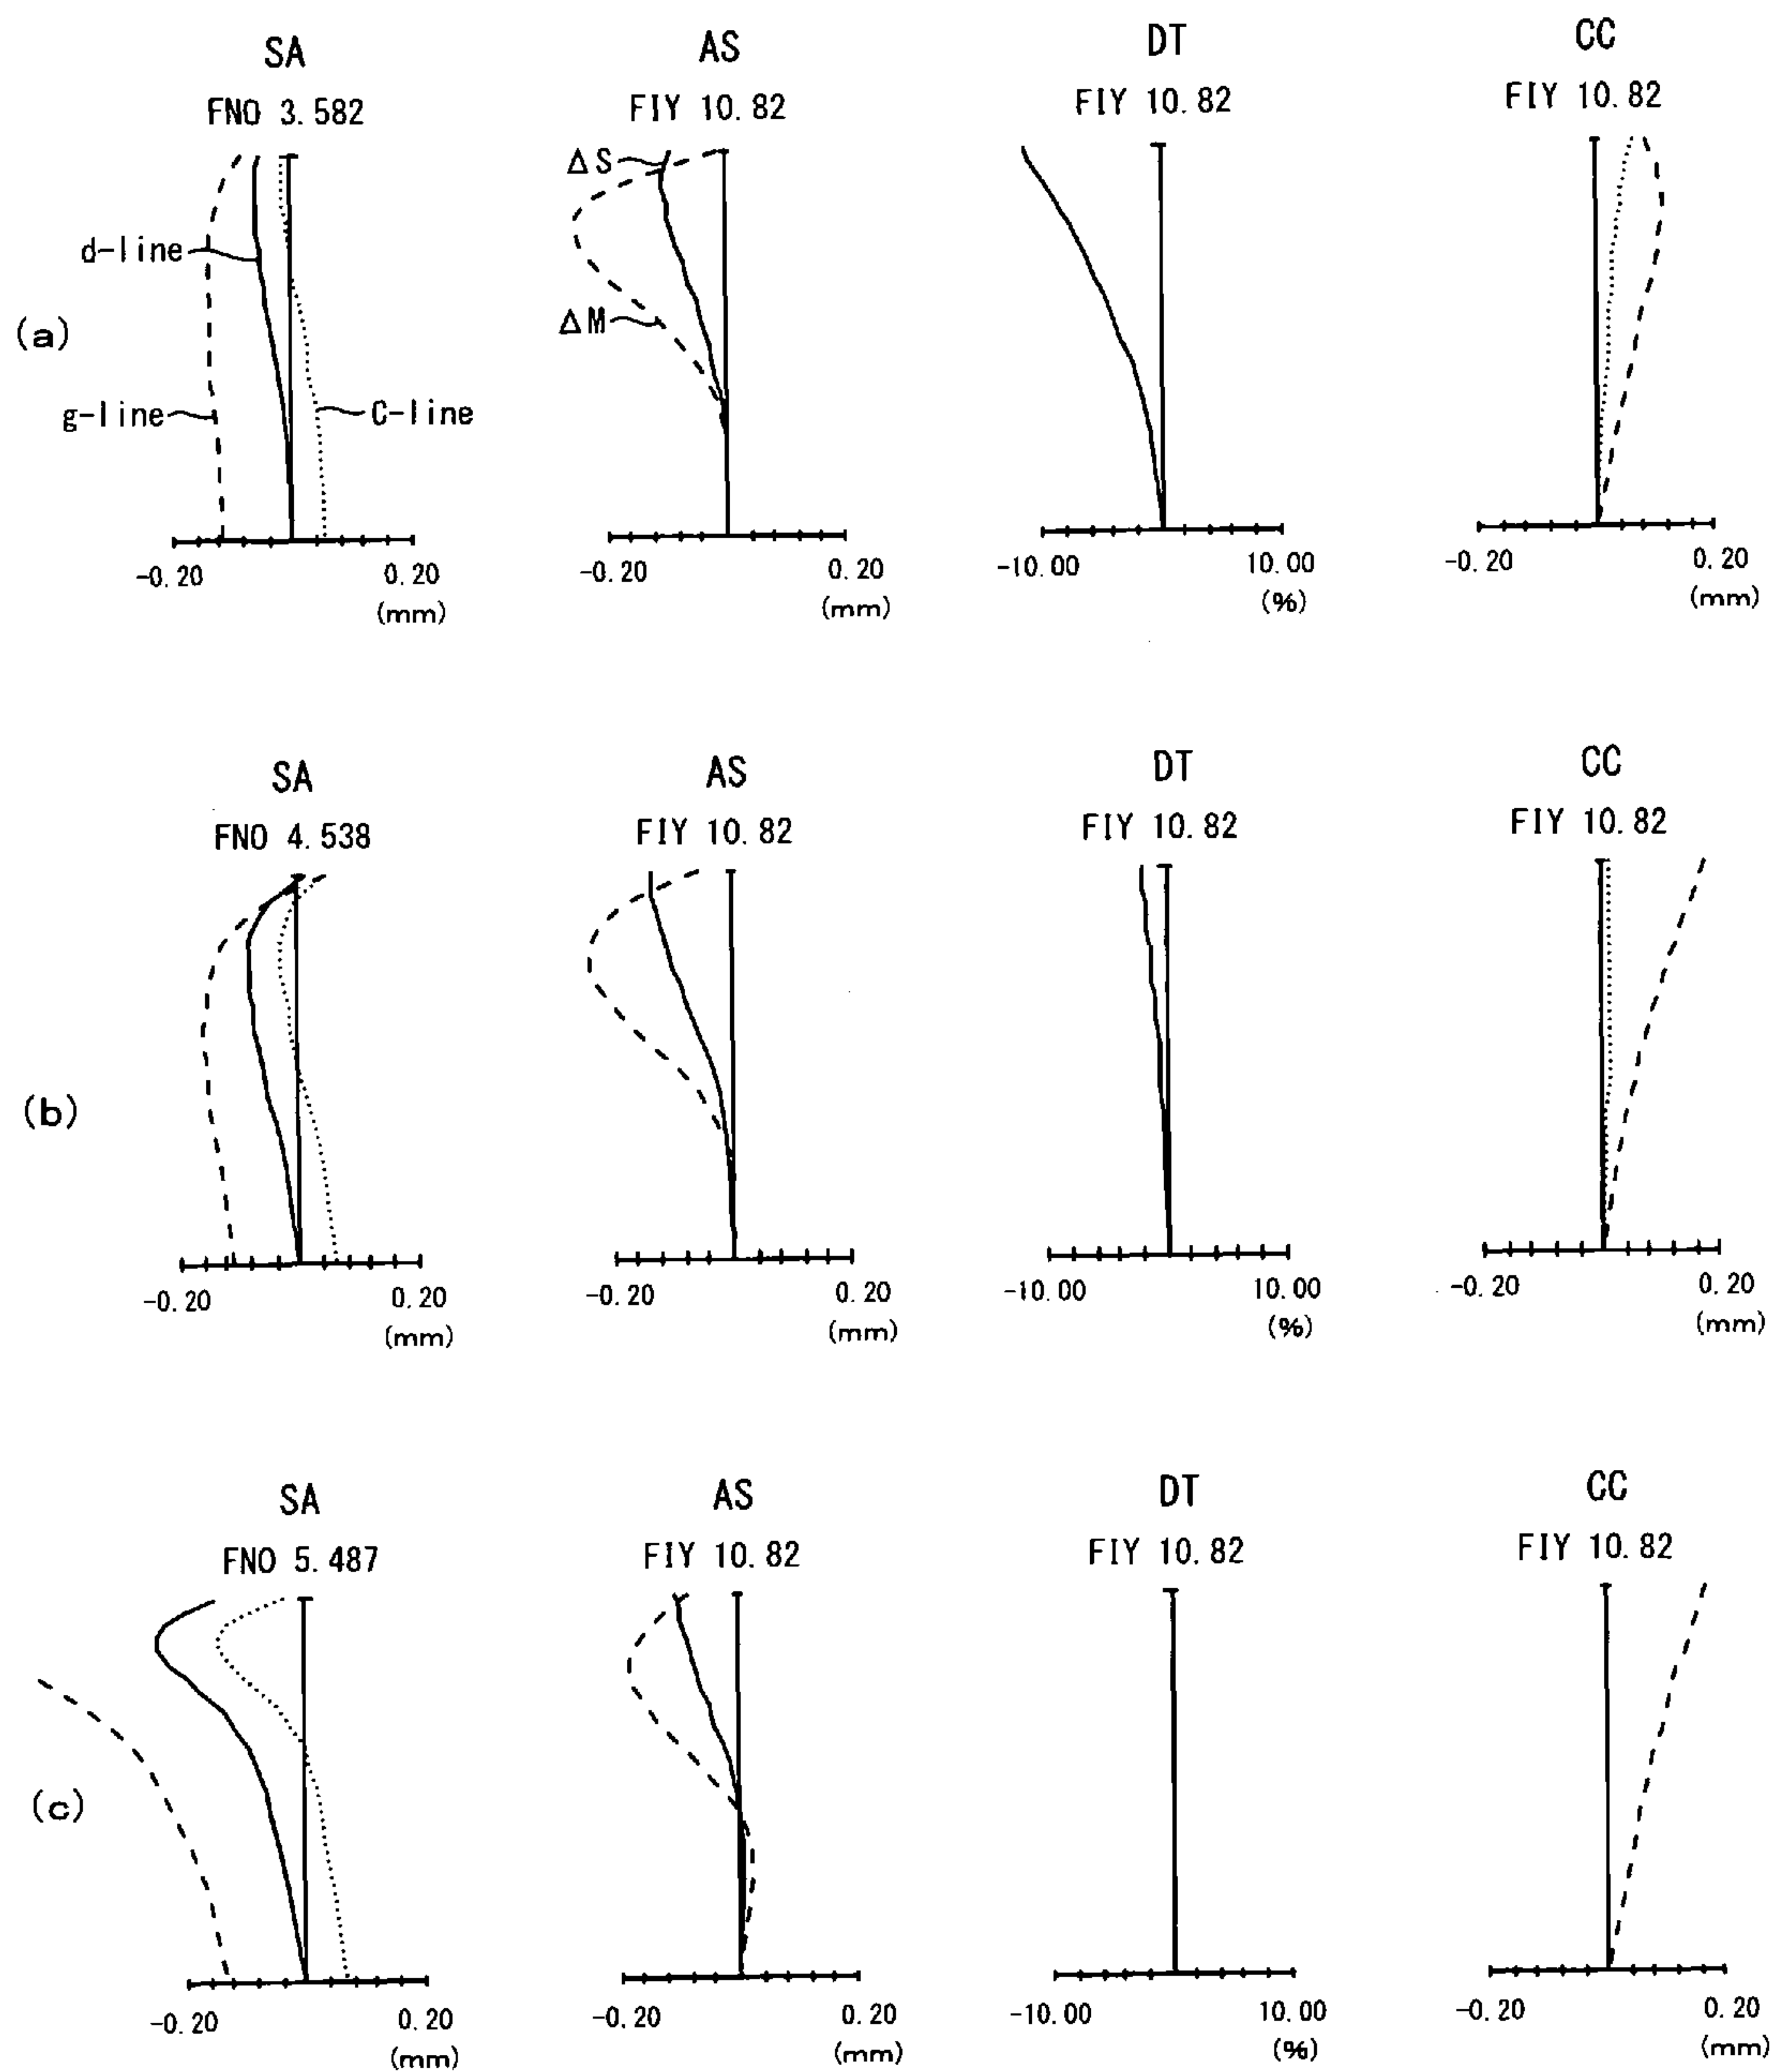 SA AS DT CC
FNO 3.582 FIY 10.82 FIY 10.82 FIY 10.82
ΔS
d-line
(a)
ΔM
g-line C-line
-0.20 0.20 -0.20 0.20 -10.00 10.00 -0.20 0.20
(mm) (mm) (%) (mm)
SA AS DT CC
FNO 4.538 FIY 10.82 FIY 10.82 FIY 10.82
(b)
-0.20 0.20 -0.20 0.20 -10.00 10.00 -0.20 0.20
(mm) (mm) (%) (mm)
SA AS DT CC
FNO 5.487 FIY 10.82 FIY 10.82 FIY 10.82
(c)
-0.20 0.20 -0.20 0.20 -10.00 10.00 -0.20 0.20
(mm) (mm) (%) (mm)